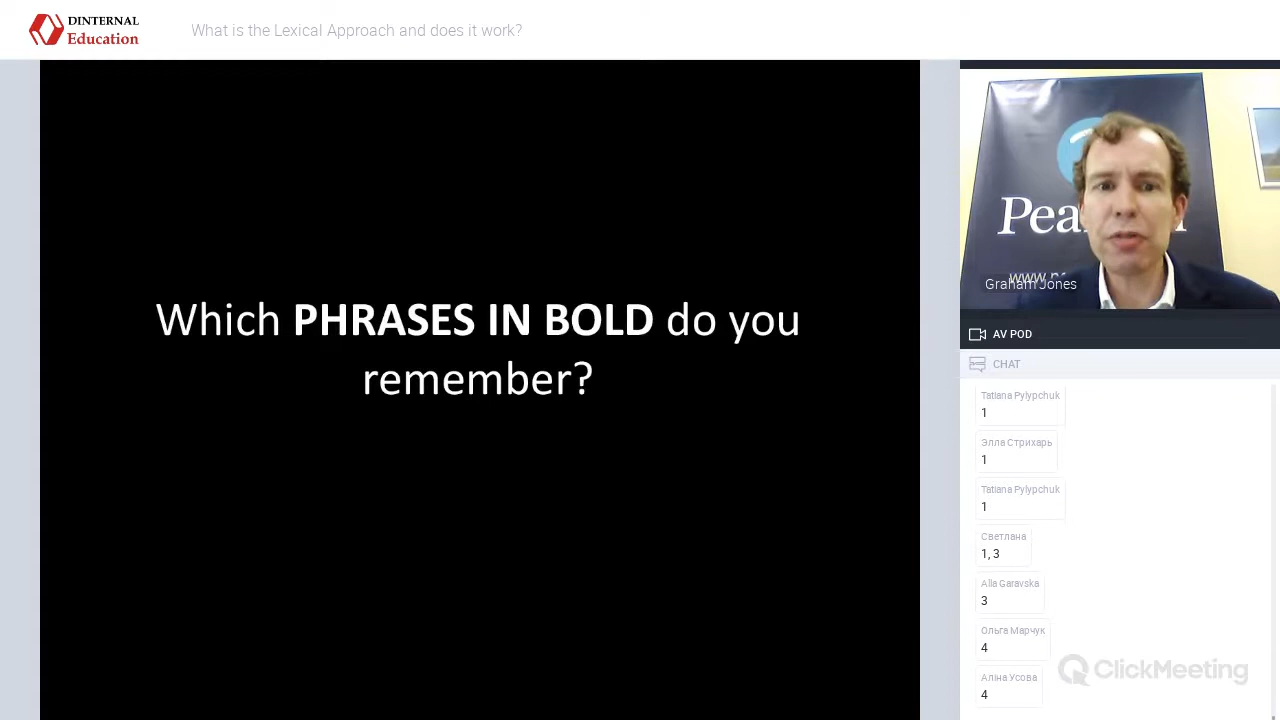 DINTERNAL
Education
What is the Lexical Approach and does it work?
Which PHRASES IN BOLD do you
remember?
Graham Jones
AV POD
CHAT
Tatiana Pylypchuk
1
Элла Стрихарь
1
Tatiana Pylypchuk
1
Светлана
1, 3
Alla Garavska
3
Ольга Марчук
4
Аліна Усова
4
ClickMeeting